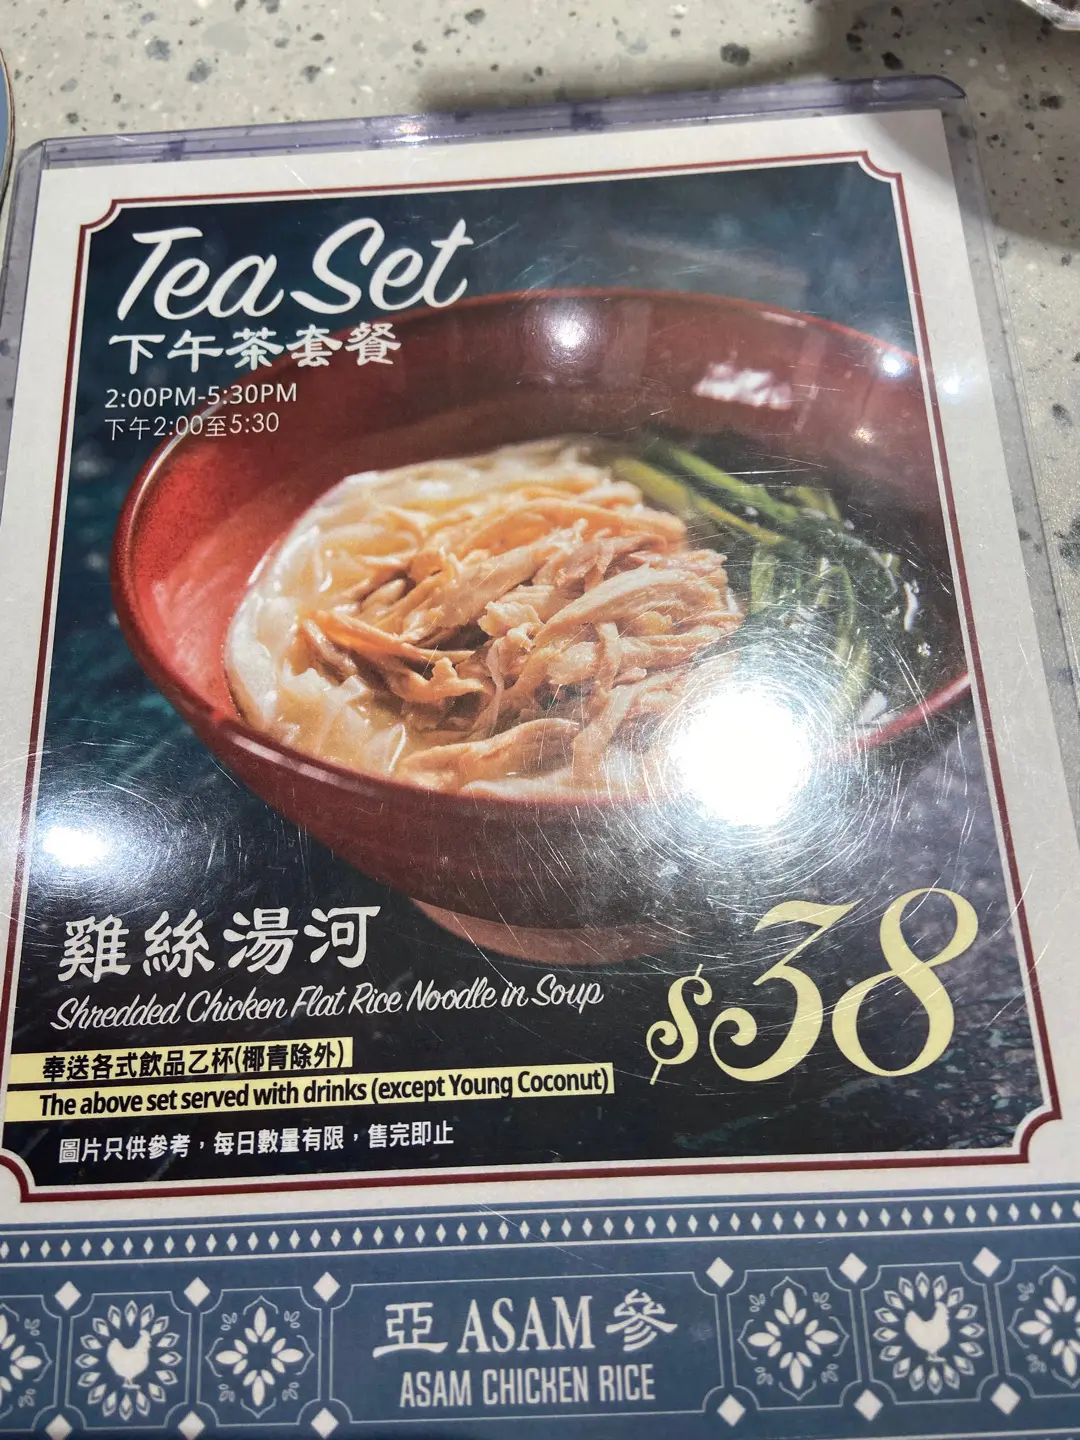 Tea Set
下午茶套餐
2:00PM-5:30PM
下午2:00至5:30
雞絲湯河
Shredded Chicken Flat Rice Noodle in Soup
$38
奉送各式飲品乙杯(椰青除外)
The above set served with drinks (except Young Coconut)
圖片只供參考，每日數量有限，售完即止
亞 ASAM 參
ASAM CHICKEN RICE